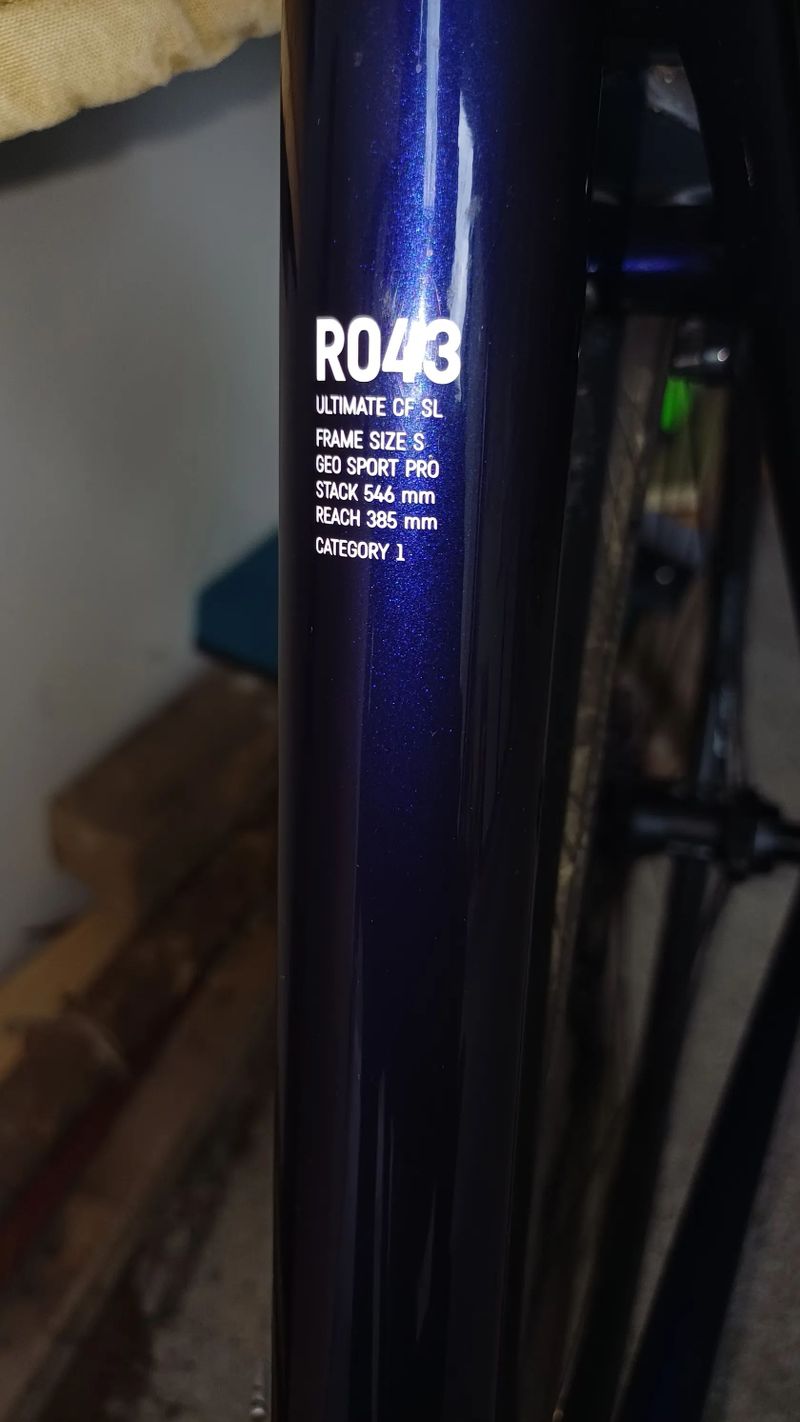 R043
ULTIMATE CF SL
FRAME SIZE S
GEO SPORT PRO
STACK 546 mm
REACH 385 mm
CATEGORY 1